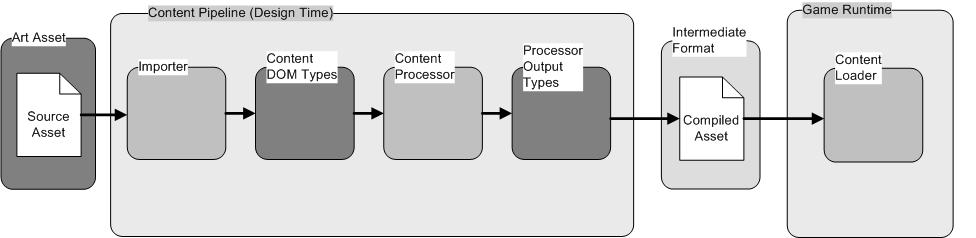 Art Asset
Source
Asset
Content Pipeline (Design Time)
Importer
Content
DOM Types
Content
Processor
Processor
Output
Types
Intermediate
Format
Compiled
Asset
Game Runtime
Content
Loader